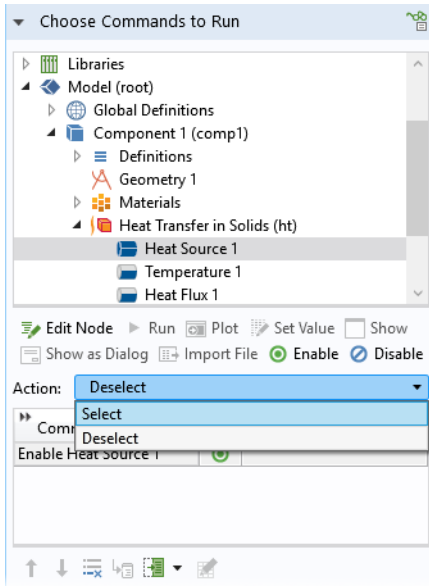 Choose Commands to Run
Libraries
Model (root)
Global Definitions
Component 1 (comp1)
Definitions
Geometry 1
Materials
Heat Transfer in Solids (ht)
Heat Source 1
Temperature 1
Heat Flux 1
Edit Node Run Plot Set Value Show
Show as Dialog Import File Enable Disable
Action: Deselect
Select
Deselect
Enable Heat Source 1